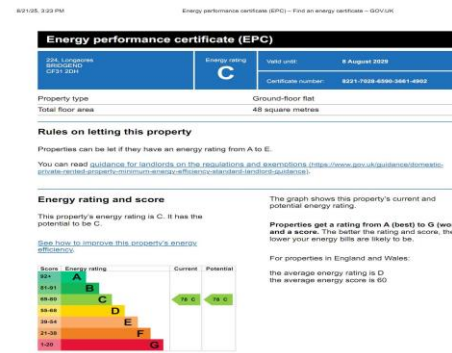 8/21/25, 3:23 PM
Energy performance certificate (EPC) – Find an energy certificate – GOV.UK
Energy performance certificate (EPC)
224, Longacres
BRIDGEND
CF31 2DH
Energy rating
C
Valid until:
Certificate number:
Property type
Ground-floor flat
Total floor area
48 square metres
Rules on letting this property
Properties can be let if they have an energy rating from A to E.
You can read guidance for landlords on the regulations and exemptions (https://www.gov.uk/guidance/domestic-
private-rented-property-minimum-energy-efficiency-standard-landlord-guidance).
Energy rating and score
This property's energy rating is C. It has the
potential to be C.
See how to improve this property's energy
efficiency.
Score Energy rating Current Potential
92+ A
81-91 B
69-80 C
55-68 D
39-54 E
21-38 F
1-20 G
The graph shows this property's current and
potential energy rating.
Properties get a rating from A (best) to G (wo
and a score. The better the rating and score, the
lower your energy bills are likely to be.
For properties in England and Wales:
the average energy rating is D
the average energy score is 60